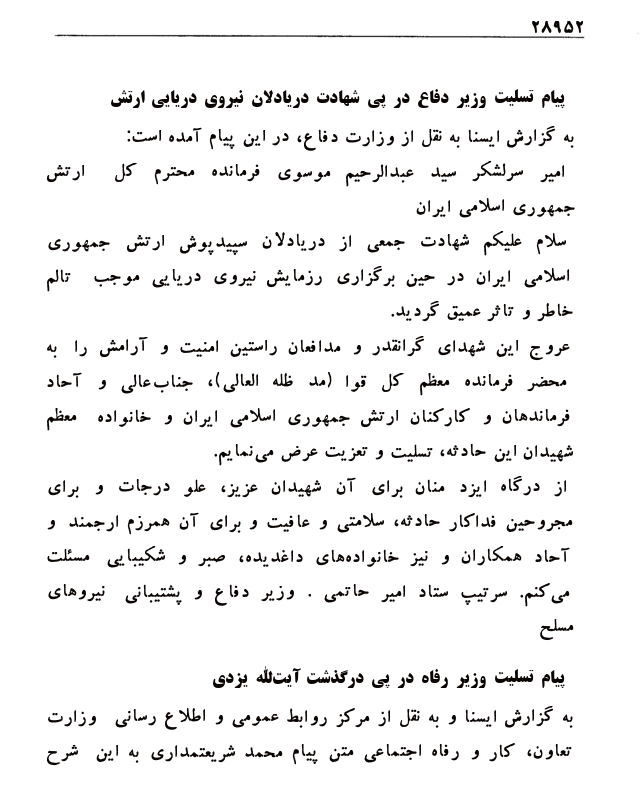 ۲۸۹۵۲
پیام تسلیت وزیر دفاع در پی شهادت دریادلان نیروی دریایی ارتش
به گزارش ایسنا به نقل از وزارت دفاع، در این پیام آمده است:
امیر سرلشکر سید عبدالرحیم موسوی فرمانده محترم کل ارتش
جمهوری اسلامی ایران
سلام علیکم شهادت جمعی از دریادلان سپیدپوش ارتش جمهوری
اسلامی ایران در حین برگزاری رزمایش نیروی دریایی موجب تالم
خاطر و تاثر عمیق گردید.
عروج این شهدای گرانقدر و مدافعان راستین امنیت و آرامش را به
محضر فرمانده معظم کل قوا (مد ظله العالی)، جناب‌عالی و آحاد
فرماندهان و کارکنان ارتش جمهوری اسلامی ایران و خانواده معظم
شهیدان این حادثه، تسلیت و تعزیت عرض می‌نمایم.
از درگاه ایزد منان برای آن شهیدان عزیز، علو درجات و برای
مجروحین فداکار حادثه، سلامتی و عافیت و برای آن همرزم ارجمند و
آحاد همکاران و نیز خانواده‌های داغدیده، صبر و شکیبایی مسئلت
می‌کنم. سرتیپ ستاد امیر حاتمی . وزیر دفاع و پشتیبانی نیروهای
مسلح
پیام تسلیت وزیر رفاه در پی درگذشت آیت‌الله یزدی
به گزارش ایسنا و به نقل از مرکز روابط عمومی و اطلاع رسانی وزارت
تعاون، کار و رفاه اجتماعی متن پیام محمد شریعتمداری به این شرح